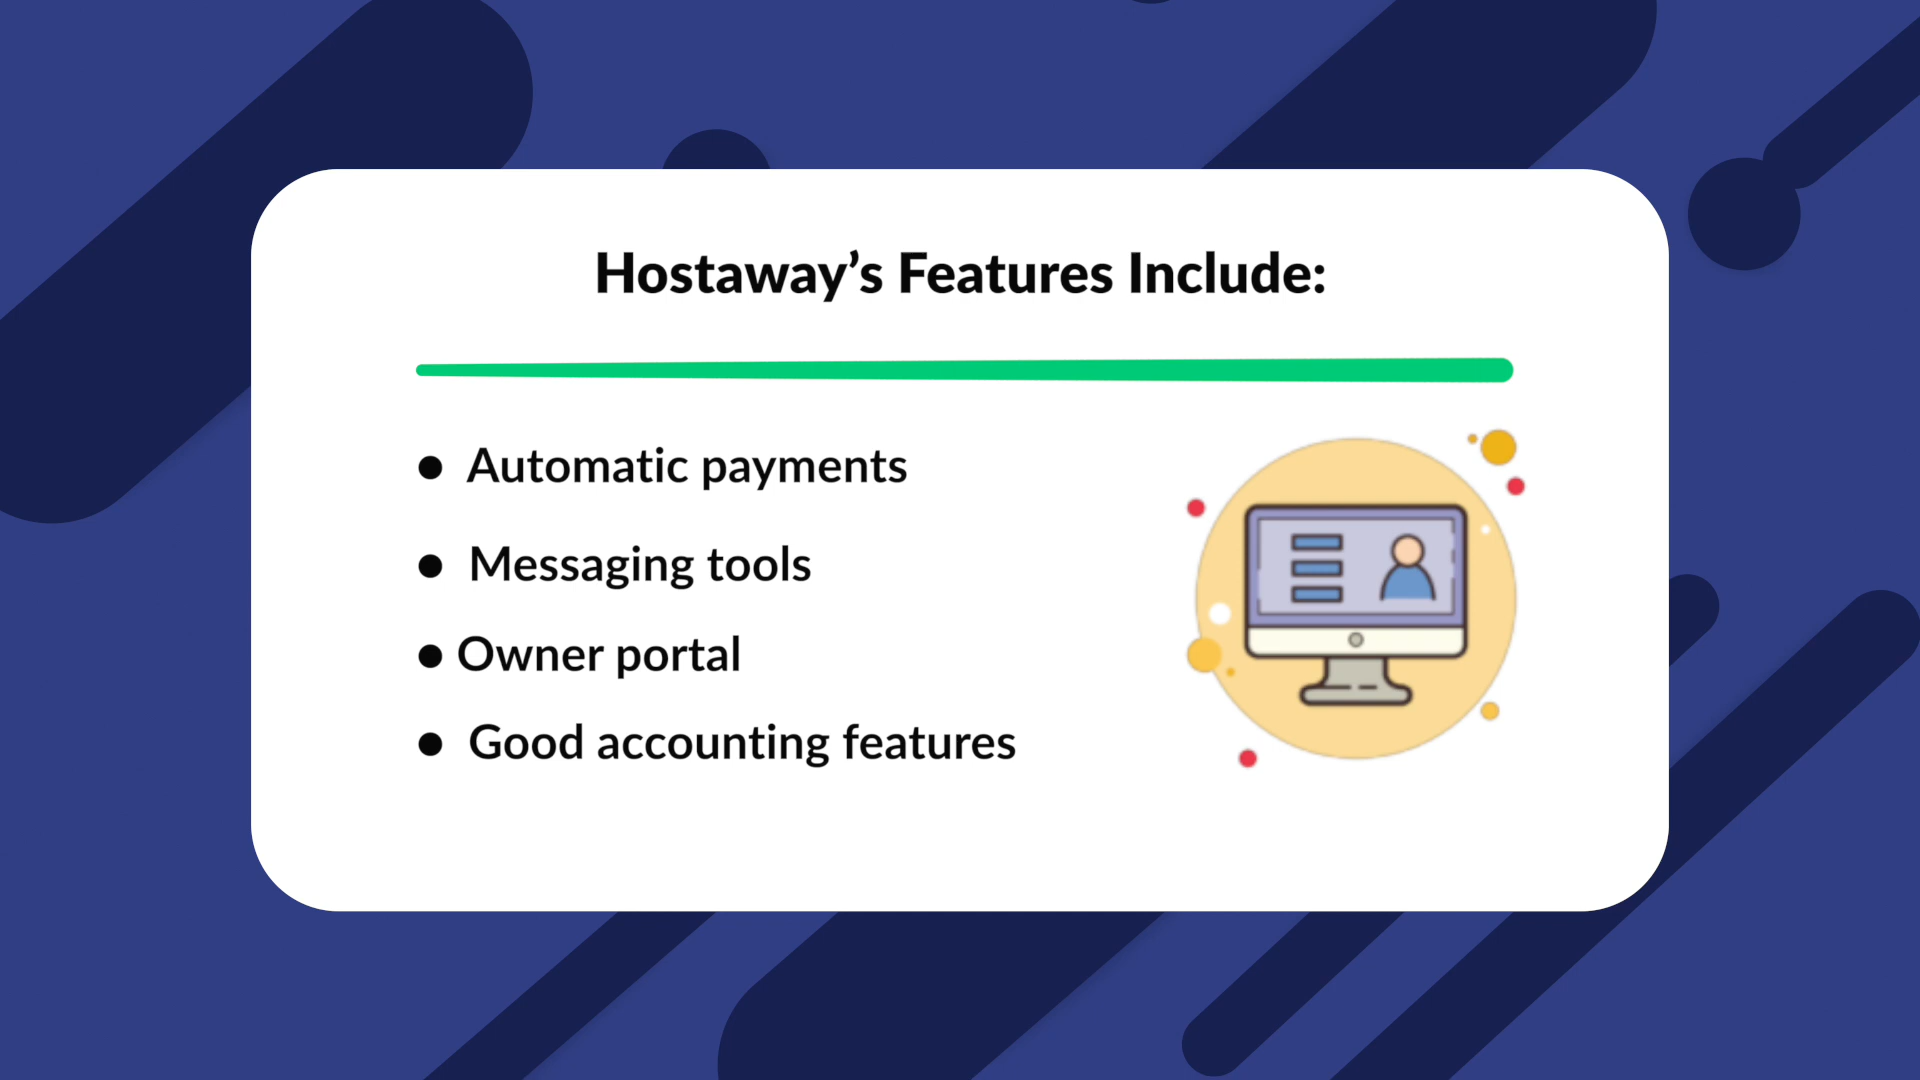 Hostaway’s Features Include:
● Automatic payments
● Messaging tools
● Owner portal
● Good accounting features